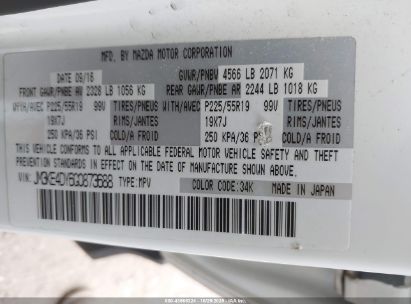 MFD. BY MAZDA MOTOR CORPORATION
DATE 09/16 GVWR/PNBV 4566 LB 2071 KG
FRONT GAWR/PNBE AV 2328 LB 1056 KG REAR GAWR/PNBE AR 2244 LB 1018 KG
WITH/AVEC P225/55R19 99V TIRES/PNEUS WITH/AVEC P225/55R19 99V TIRES/PNEUS
19X7J RIMS/JANTES 19X7J RIMS/JANTES
250 KPA/36 PSI COLD/A FROID 250 KPA/36 PSI COLD/A FROID
THIS VEHICLE CONFORMS TO ALL APPLICABLE FEDERAL MOTOR VEHICLE SAFETY AND THEFT
PREVENTION STANDARDS IN EFFECT ON THE DATE OF MANUFACTURE SHOWN ABOVE.
VIN: TYPE: MPV COLOR CODE: 34K MADE IN JAPAN